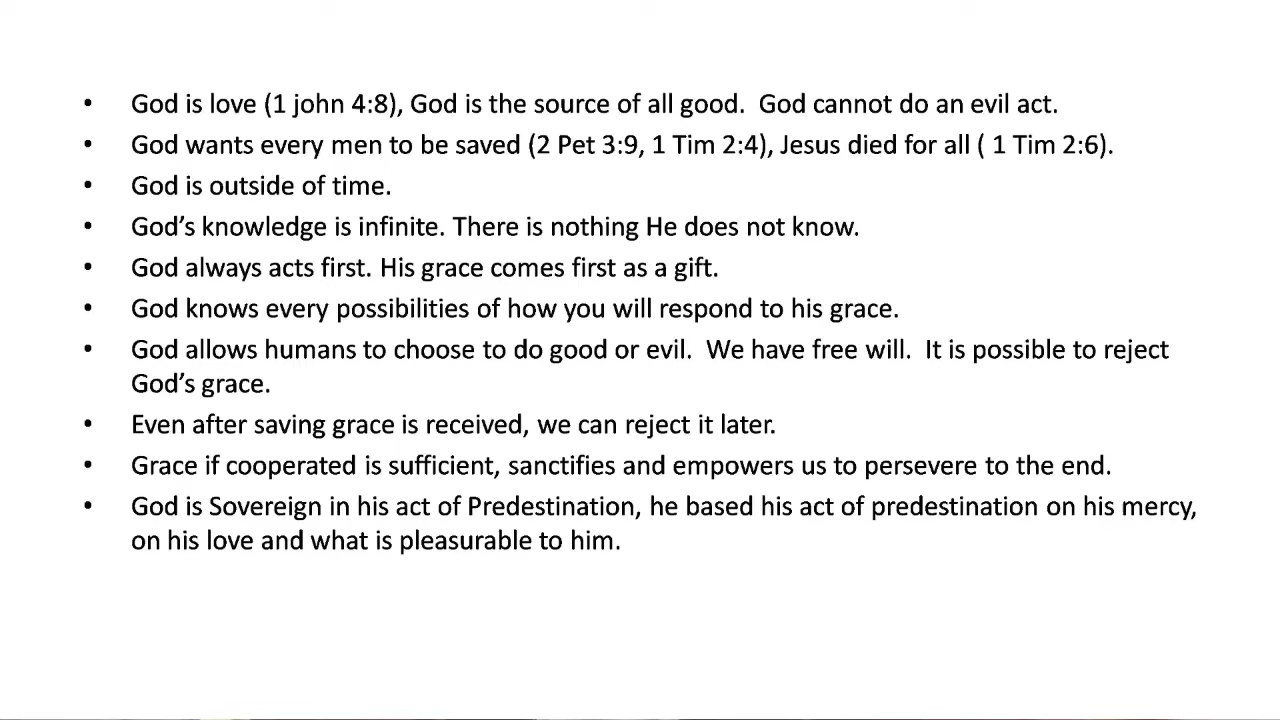 • God is love (1 john 4:8), God is the source of all good.  God cannot do an evil act.
• God wants every men to be saved (2 Pet 3:9, 1 Tim 2:4), Jesus died for all ( 1 Tim 2:6).
• God is outside of time.
• God’s knowledge is infinite. There is nothing He does not know.
• God always acts first. His grace comes first as a gift.
• God knows every possibilities of how you will respond to his grace.
• God allows humans to choose to do good or evil.  We have free will.  It is possible to reject
God’s grace.
• Even after saving grace is received, we can reject it later.
• Grace if cooperated is sufficient, sanctifies and empowers us to persevere to the end.
• God is Sovereign in his act of Predestination, he based his act of predestination on his mercy,
on his love and what is pleasurable to him.